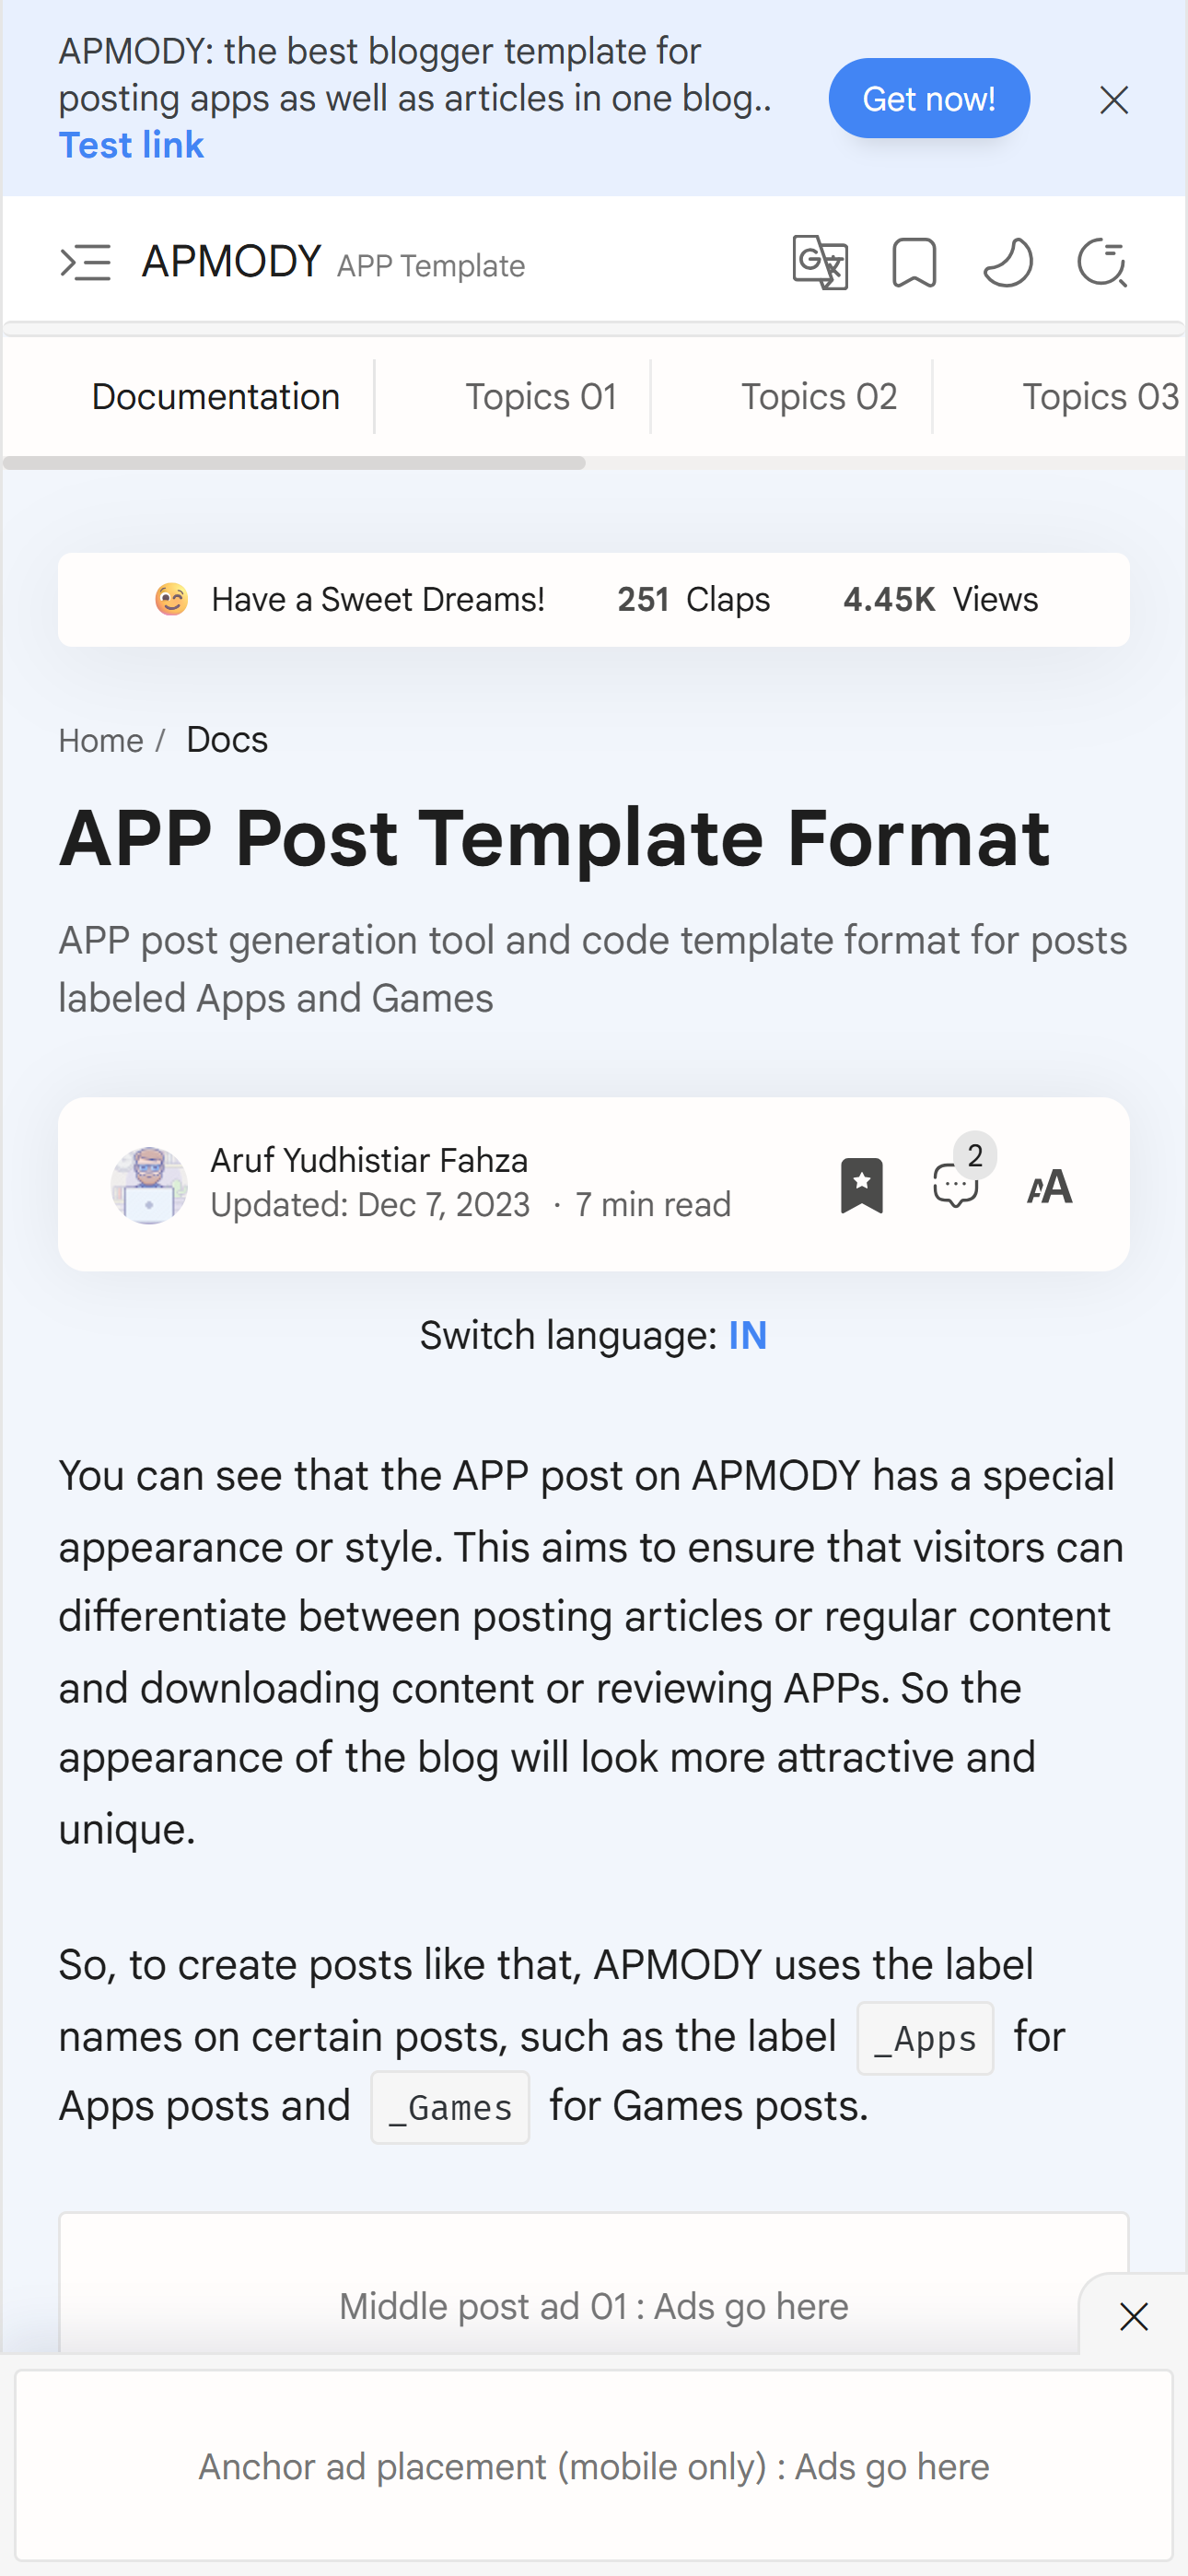 APMODY: the best blogger template for
posting apps as well as articles in one blog..
Test link
Get now!
APMODY APP Template
Documentation
Topics 01
Topics 02
Topics 03
Have a Sweet Dreams!
251 Claps
4.45K Views
Home / Docs
APP Post Template Format
APP post generation tool and code template format for posts
labeled Apps and Games
Aruf Yudhistiar Fahza
Updated: Dec 7, 2023 · 7 min read
2
AA
Switch language: IN
You can see that the APP post on APMODY has a special
appearance or style. This aims to ensure that visitors can
differentiate between posting articles or regular content
and downloading content or reviewing APPs. So the
appearance of the blog will look more attractive and
unique.
So, to create posts like that, APMODY uses the label
names on certain posts, such as the label _Apps for
Apps posts and _Games for Games posts.
Middle post ad 01 : Ads go here
Anchor ad placement (mobile only) : Ads go here